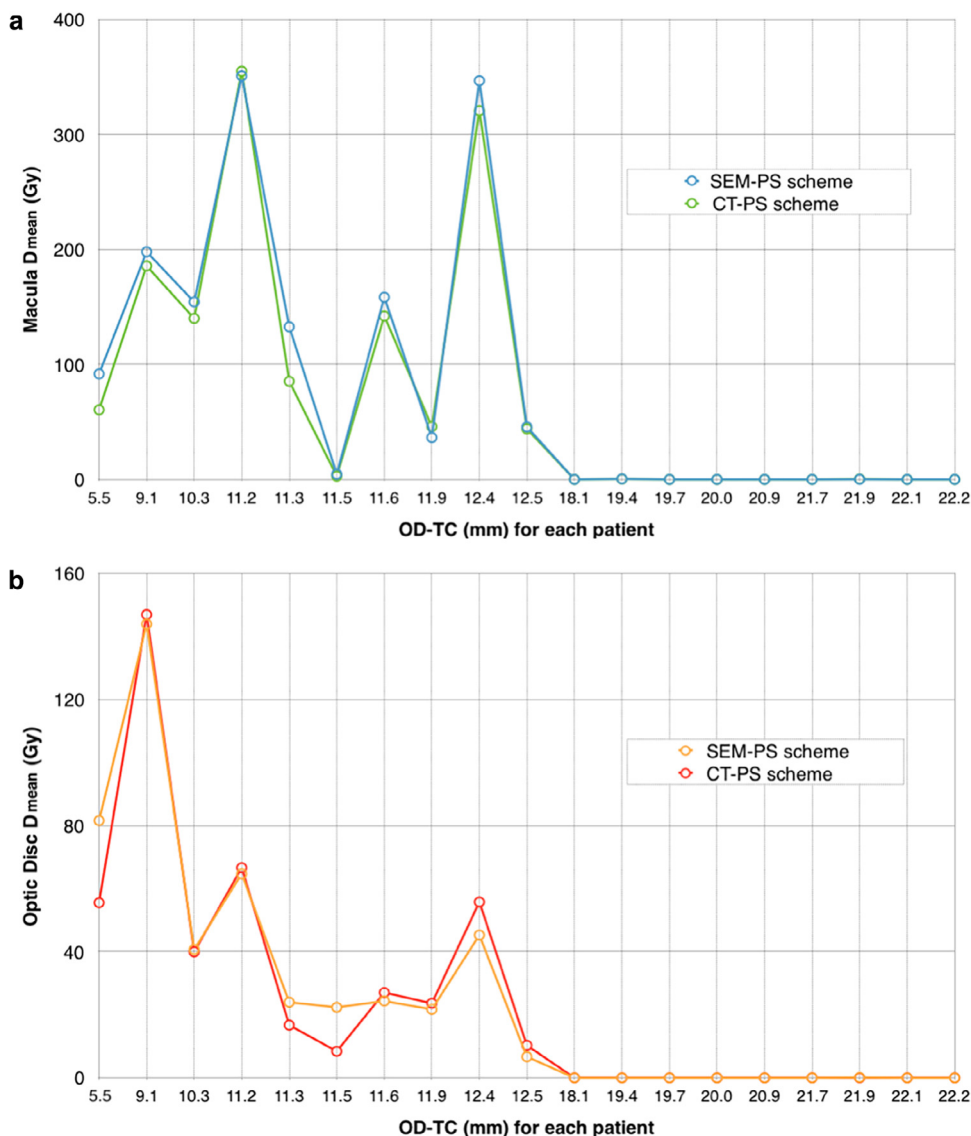 a
400
300
200
100
0
Macula Dmean (Gy)
SEM-PS scheme
CT-PS scheme
5.5 9.1 10.3 11.2 11.3 11.5 11.6 11.9 12.4 12.5 18.1 19.4 19.7 20.0 20.9 21.7 21.9 22.1 22.2
OD-TC (mm) for each patient
b
160
120
80
40
0
Optic Disc Dmean (Gy)
SEM-PS scheme
CT-PS scheme
5.5 9.1 10.3 11.2 11.3 11.5 11.6 11.9 12.4 12.5 18.1 19.4 19.7 20.0 20.9 21.7 21.9 22.1 22.2
OD-TC (mm) for each patient